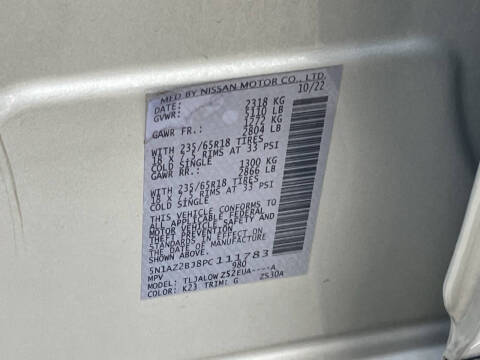 MFD BY NISSAN MOTOR CO., LTD.
DATE: 10/22
GVWR: 2318 KG
5110 LB
GAWR FR.: 1272 KG
2804 LB
WITH 235/65R18 TIRES
18 X 7.5 RIMS AT 33 PSI
COLD SINGLE
GAWR RR.: 1300 KG
2866 LB
WITH 235/65R18 TIRES
18 X 7.5 RIMS AT 33 PSI
COLD SINGLE
THIS VEHICLE CONFORMS TO
ALL APPLICABLE FEDERAL
MOTOR VEHICLE SAFETY AND
THEFT PREVENTION
STANDARDS IN EFFECT ON
THE DATE OF MANUFACTURE
SHOWN ABOVE.
5N1AZ2BJ8PC111783
MPV 980
MODEL: TLJALQWZS2EUA----A
COLOR: K23 TRIM: G ZS30A